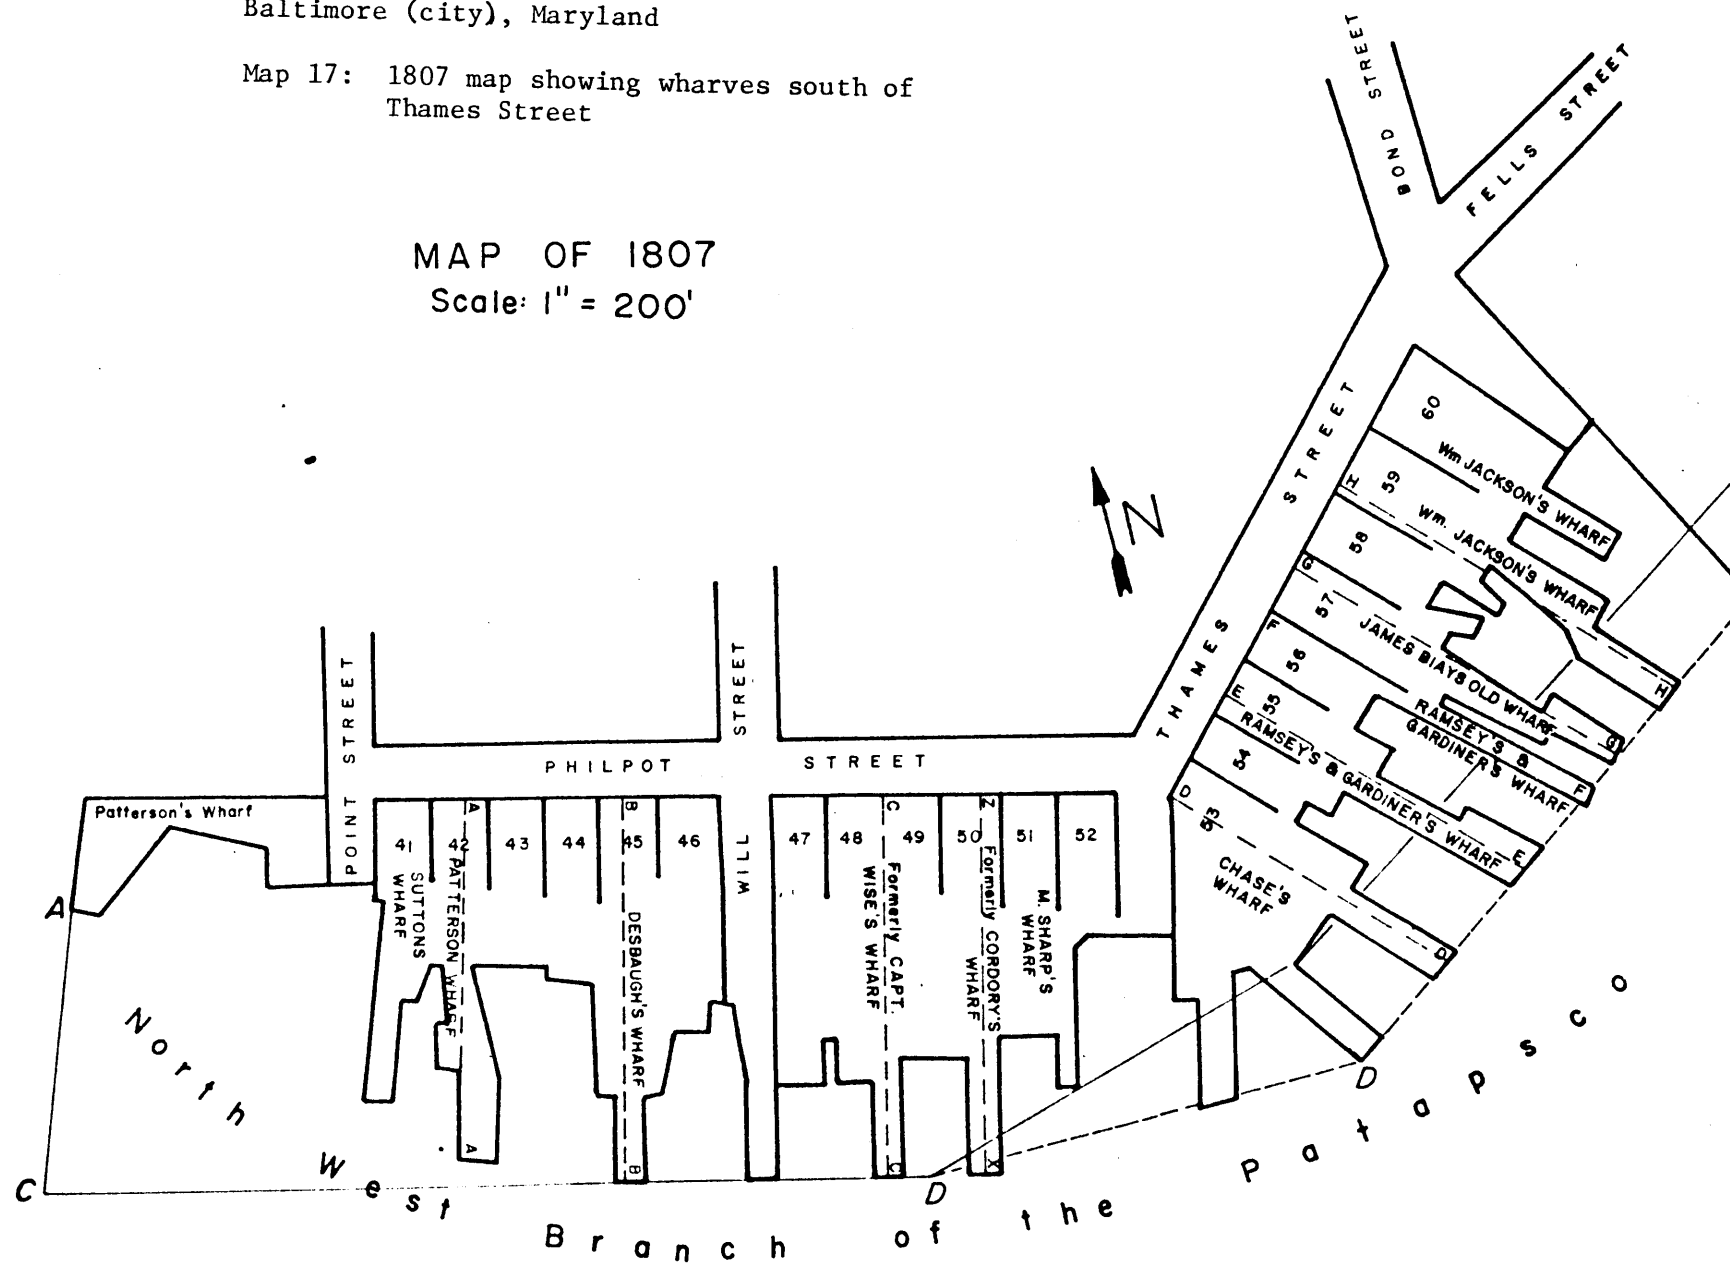 Baltimore (city), Maryland
Map 17: 1807 map showing wharves south of
Thames Street
MAP OF 1807
Scale: 1" = 200'
BOND STREET
FELLS STREET
N
THAMES STREET
60
Wm JACKSON'S WHARF
59
H
Wm. JACKSON'S WHARF
H
58
G
57
JAMES BIAYS OLD WHARF
G
F
56
RAMSEY'S &
GARDINER'S WHARF
F
E
55
RAMSEY'S & GARDINER'S WHARF
E
54
D
53
CHASE'S
WHARF
D
POINT STREET
WILL STREET
PHILPOT STREET
Patterson's Wharf
A
41
SUTTONS
WHARF
42
A
PATTERSON WHARF
A
43
44
B
45
DESBAUGH'S WHARF
B
46
47
48
C
49
Formerly CAPT.
WISE'S WHARF
C
Z
50
Formerly CORDORY'S
WHARF
X
51
M. SHARP'S
WHARF
52
C
D
D
North West Branch of the Patapsco